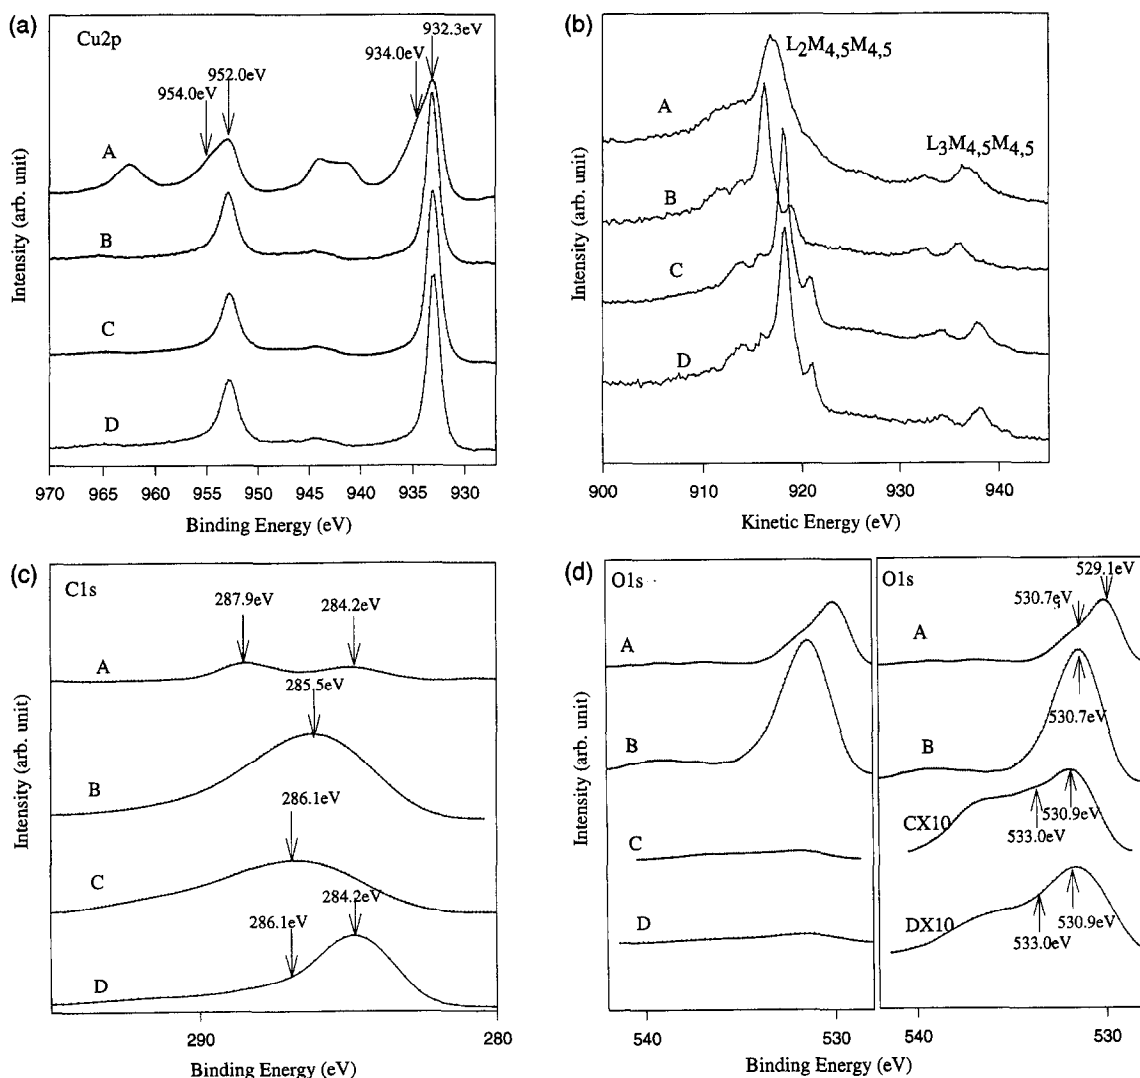 (a)
Cu2p
932.3eV
934.0eV
952.0eV
954.0eV
A
B
C
D
Intensity (arb. unit)
970 965 960 955 950 945 940 935 930
Binding Energy (eV)
(b)
L2M4,5M4,5
L3M4,5M4,5
A
B
C
D
Intensity (arb. unit)
900 910 920 930 940
Kinetic Energy (eV)
(c)
C1s
287.9eV
284.2eV
A
285.5eV
B
286.1eV
C
284.2eV
286.1eV
D
Intensity (arb. unit)
290 280
Binding Energy (eV)
(d)
O1s
A
B
C
D
Intensity (arb. unit)
540 530
O1s
529.1eV
530.7eV
A
530.7eV
B
CX10
530.9eV
533.0eV
DX10
530.9eV
533.0eV
540 530
Binding Energy (eV)